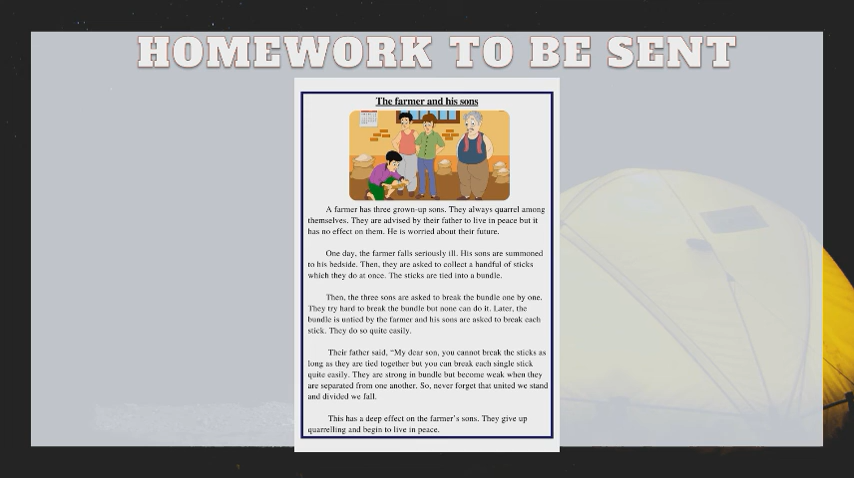 HOMEWORK TO BE SENT
The farmer and his sons
A farmer has three grown-up sons. They always quarrel among
themselves. They are advised by their father to live in peace but it
has no effect on them. He is worried about their future.
One day, the farmer falls seriously ill. His sons are summoned
to his bedside. Then, they are asked to collect a handful of sticks
which they do at once. The sticks are tied into a bundle.
Then, the three sons are asked to break the bundle one by one.
They try hard to break the bundle but none can do it. Later, the
bundle is untied by the farmer and his sons are asked to break each
stick. They do so quite easily.
Their father said, “My dear son, you cannot break the sticks as
long as they are tied together but you can break each single stick
quite easily. They are strong in bundle but become weak when they
are separated from one another. So, never forget that united we stand
and divided we fall.
This has a deep effect on the farmer's sons. They give up
quarrelling and begin to live in peace.